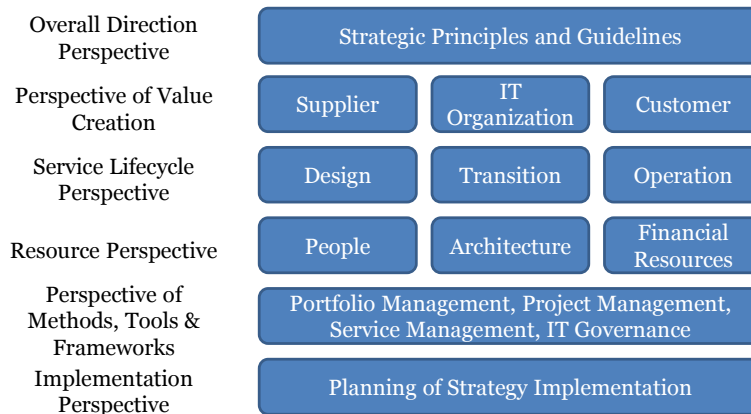 Overall Direction
Perspective
Strategic Principles and Guidelines
Perspective of Value
Creation
Supplier
IT
Organization
Customer
Service Lifecycle
Perspective
Design
Transition
Operation
Resource Perspective
People
Architecture
Financial
Resources
Perspective of
Methods, Tools &
Frameworks
Portfolio Management, Project Management,
Service Management, IT Governance
Implementation
Perspective
Planning of Strategy Implementation